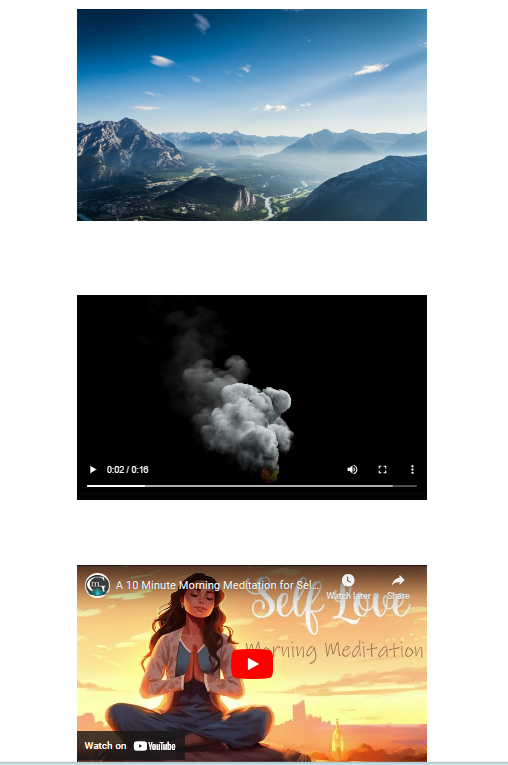 0:02 / 0:16
A 10 Minute Morning Meditation for Sel...
Watch later
Share
Self Love
Morning Meditation
Watch on YouTube